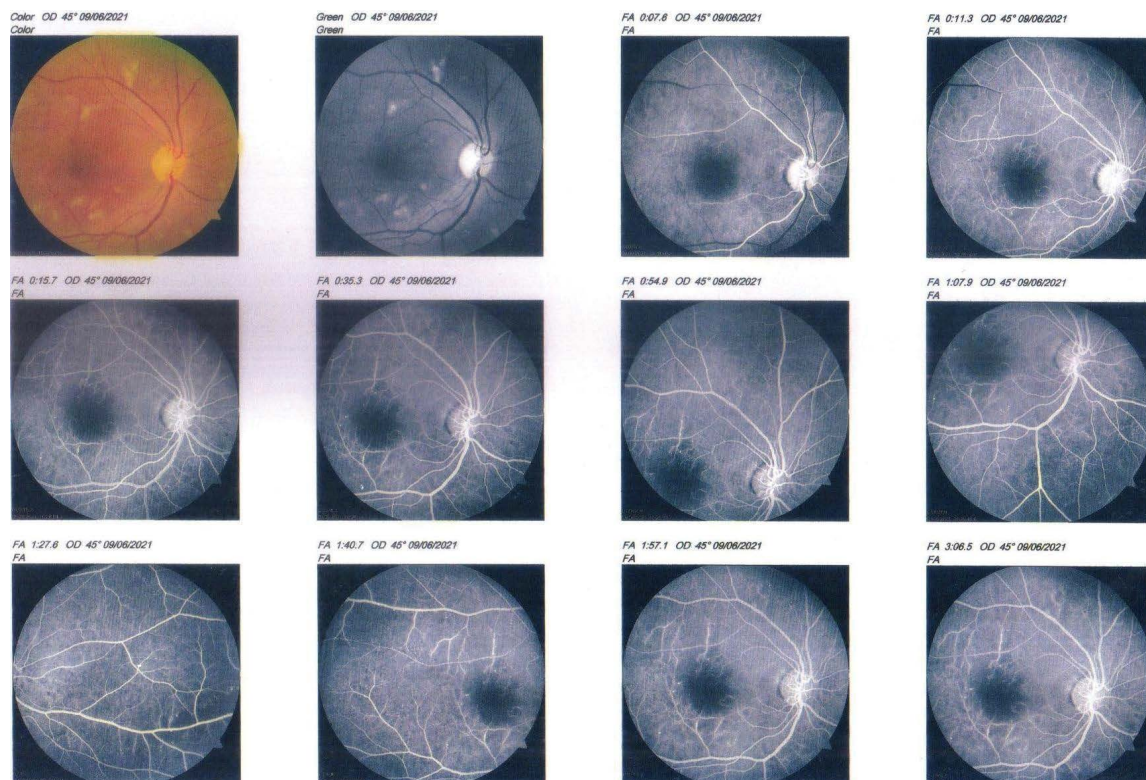 Color OD 45° 09/06/2021
Color
Green OD 45° 09/06/2021
Green
FA 0:07.6 OD 45° 09/06/2021
FA
FA 0:11.3 OD 45° 09/06/2021
FA
FA 0:15.7 OD 45° 09/06/2021
FA
FA 0:35.3 OD 45° 09/06/2021
FA
FA 0:54.9 OD 45° 09/06/2021
FA
FA 1:07.9 OD 45° 09/06/2021
FA
FA 1:27.6 OD 45° 09/06/2021
FA
FA 1:40.7 OD 45° 09/06/2021
FA
FA 1:57.1 OD 45° 09/06/2021
FA
FA 3:06.5 OD 45° 09/06/2021
FA